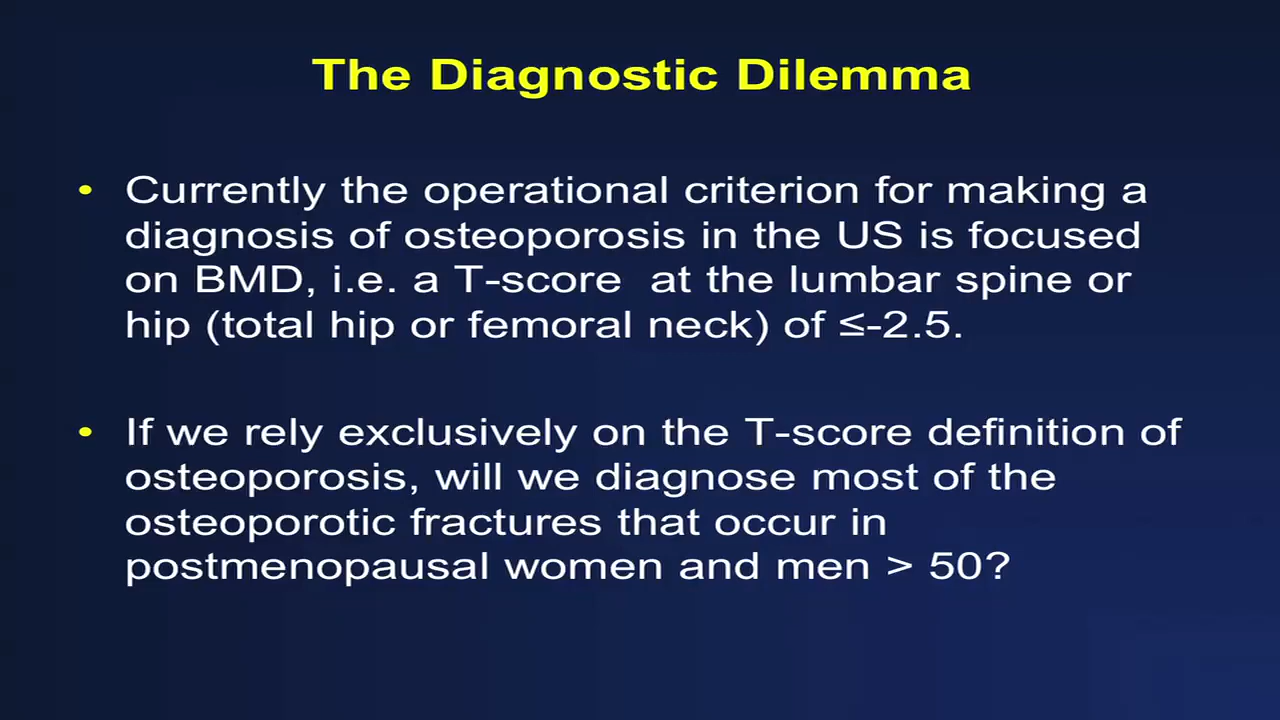 The Diagnostic Dilemma
• Currently the operational criterion for making a
diagnosis of osteoporosis in the US is focused
on BMD, i.e. a T-score  at the lumbar spine or
hip (total hip or femoral neck) of ≤-2.5.
• If we rely exclusively on the T-score definition of
osteoporosis, will we diagnose most of the
osteoporotic fractures that occur in
postmenopausal women and men > 50?